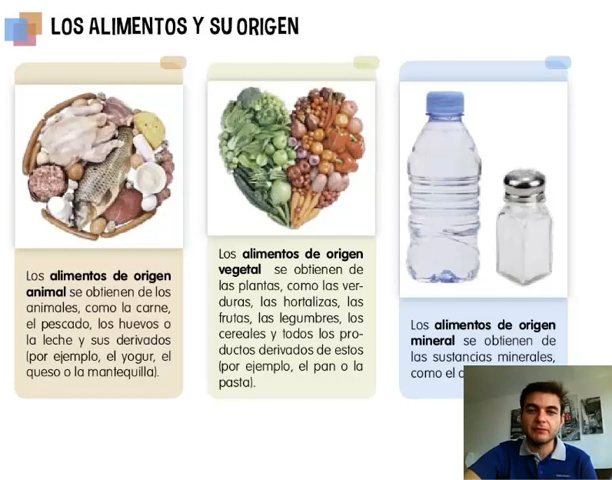 LOS ALIMENTOS Y SU ORIGEN
Los alimentos de origen
animal se obtienen de los
animales, como la carne,
el pescado, los huevos o
la leche y sus derivados
(por ejemplo, el yogur, el
queso o la mantequilla).
Los alimentos de origen
vegetal se obtienen de
las plantas, como las ver-
duras, las hortalizas, las
frutas, las legumbres, los
cereales y todos los pro-
ductos derivados de estos
(por ejemplo, el pan o la
pasta).
Los alimentos de origen
mineral se obtienen de
las sustancias minerales,
como el